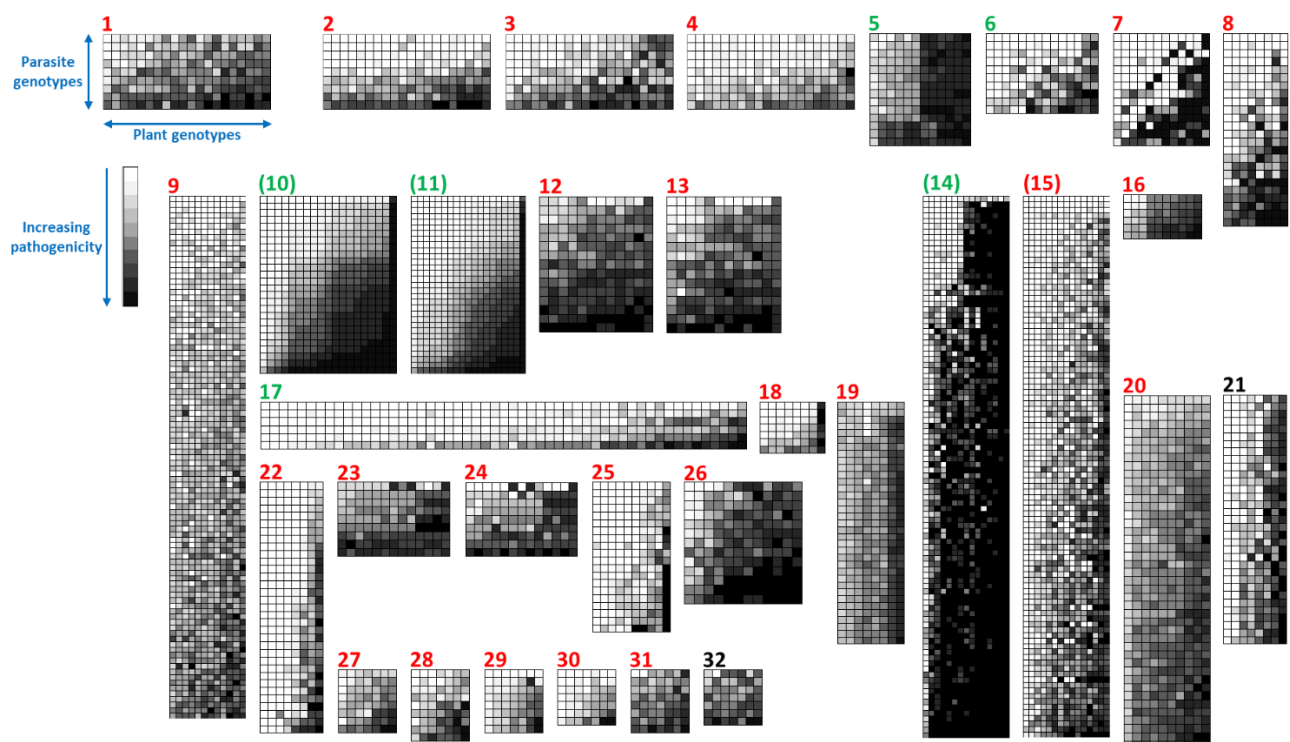 1 2 3 4 5 6 7 8
Parasite
genotypes
Plant genotypes
9 (10) (11) 12 13 (14) (15) 16
Increasing
pathogenicity
17 18 19 20 21
22 23 24 25 26
27 28 29 30 31 32